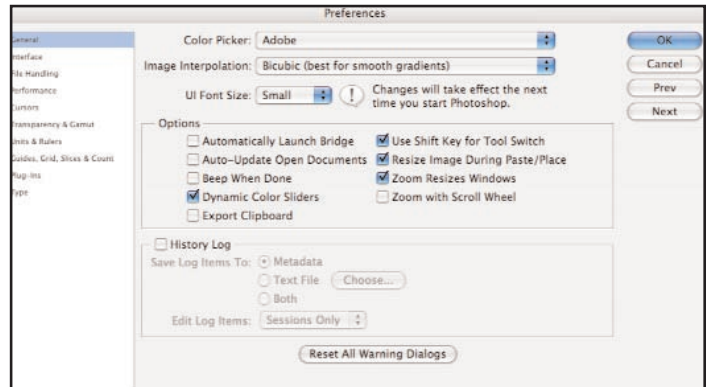 Preferences
General
Interface
File Handling
Performance
Cursors
Transparency & Gamut
Units & Rulers
Guides, Grid, Slices & Count
Plug-Ins
Type
Color Picker: Adobe
Image Interpolation: Bicubic (best for smooth gradients)
UI Font Size: Small ! Changes will take effect the next
time you start Photoshop.
Options
Automatically Launch Bridge
Auto-Update Open Documents
Beep When Done
Dynamic Color Sliders
Export Clipboard
Use Shift Key for Tool Switch
Resize Image During Paste/Place
Zoom Resizes Windows
Zoom with Scroll Wheel
History Log
Save Log Items To: Metadata
Text File Choose...
Both
Edit Log Items: Sessions Only
Reset All Warning Dialogs
OK
Cancel
Prev
Next